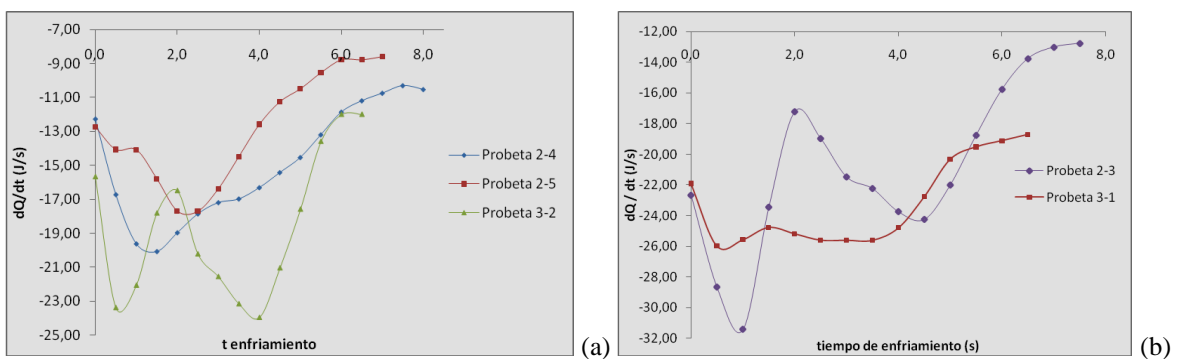 -7,00
0,0 2,0 4,0 6,0 8,0
-9,00
-11,00
-13,00
-15,00
-17,00
-19,00
-21,00
-23,00
-25,00
dQ/dt (J/s)
t enfriamiento
Probeta 2-4
Probeta 2-5
Probeta 3-2
(a)
-12,00
0,0 2,0 4,0 6,0 8,0
-14,00
-16,00
-18,00
-20,00
-22,00
-24,00
-26,00
-28,00
-30,00
-32,00
dQ/ dt (J/s)
tiempo de enfriamiento (s)
Probeta 2-3
Probeta 3-1
(b)